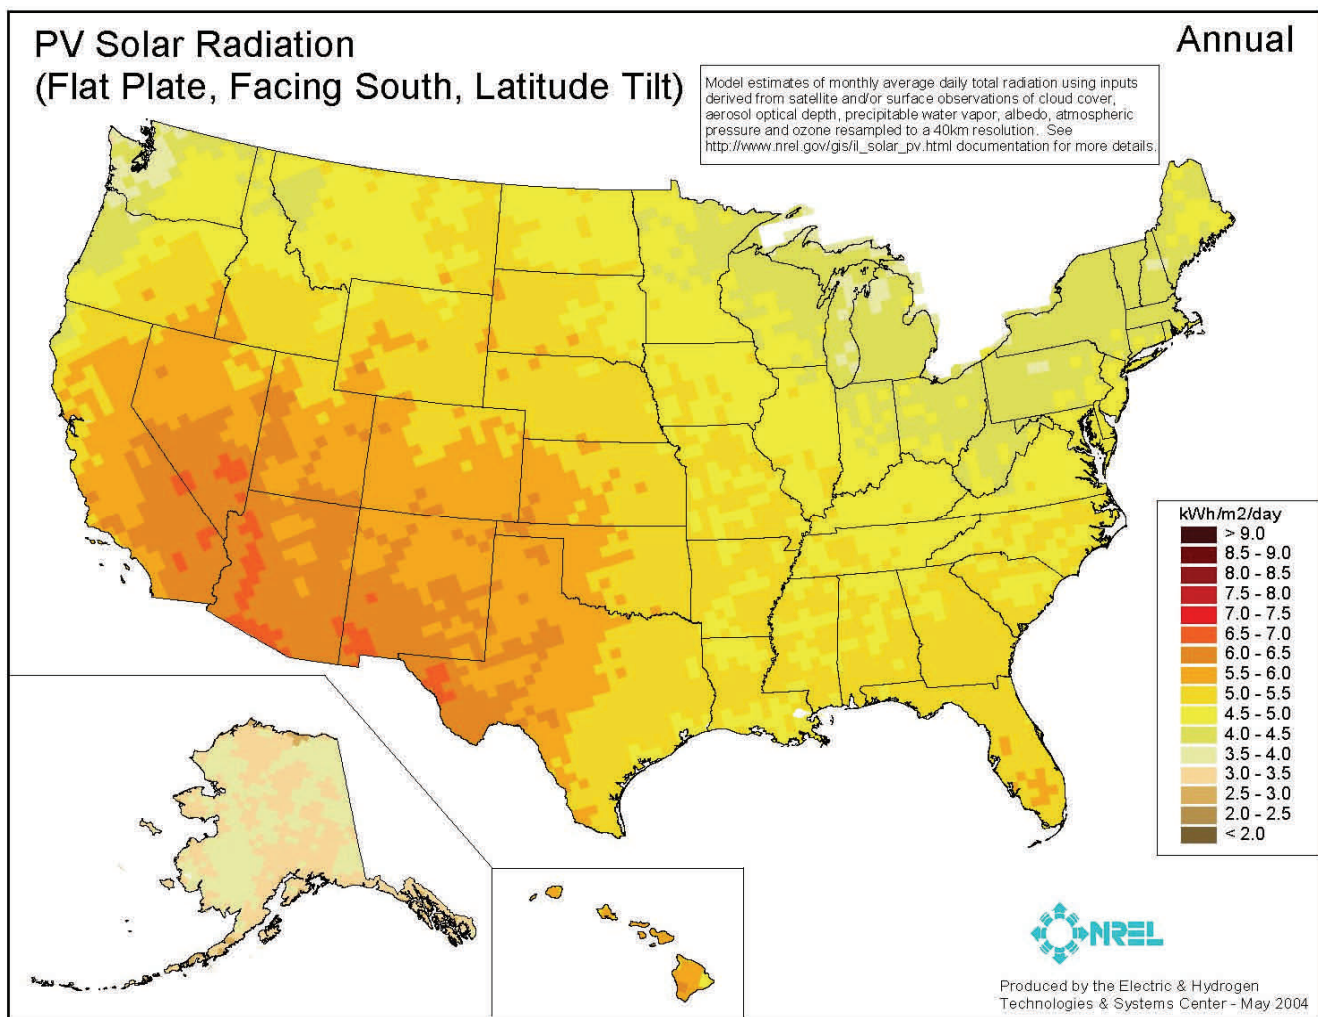 PV Solar Radiation
(Flat Plate, Facing South, Latitude Tilt)
Annual
Model estimates of monthly average daily total radiation using inputs
derived from satellite and/or surface observations of cloud cover,
aerosol optical depth, precipitable water vapor, albedo, atmospheric
pressure and ozone resampled to a 40km resolution. See
http://www.nrel.gov/gis/il_solar_pv.html documentation for more details.
kWh/m2/day
> 9.0
8.5 - 9.0
8.0 - 8.5
7.5 - 8.0
7.0 - 7.5
6.5 - 7.0
6.0 - 6.5
5.5 - 6.0
5.0 - 5.5
4.5 - 5.0
4.0 - 4.5
3.5 - 4.0
3.0 - 3.5
2.5 - 3.0
2.0 - 2.5
< 2.0
NREL
Produced by the Electric & Hydrogen
Technologies & Systems Center - May 2004